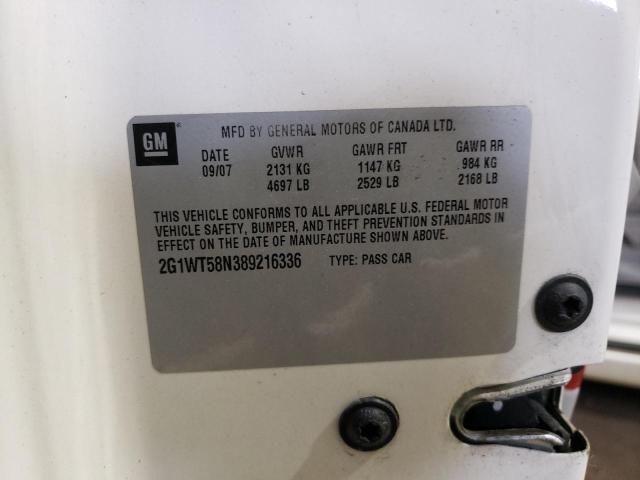 GM
MFD BY GENERAL MOTORS OF CANADA LTD.
DATE GVWR GAWR FRT GAWR RR
09/07 2131 KG 1147 KG 984 KG
4697 LB 2529 LB 2168 LB
THIS VEHICLE CONFORMS TO ALL APPLICABLE U.S. FEDERAL MOTOR
VEHICLE SAFETY, BUMPER, AND THEFT PREVENTION STANDARDS IN
EFFECT ON THE DATE OF MANUFACTURE SHOWN ABOVE.
2G1WT58N389216336 TYPE: PASS CAR